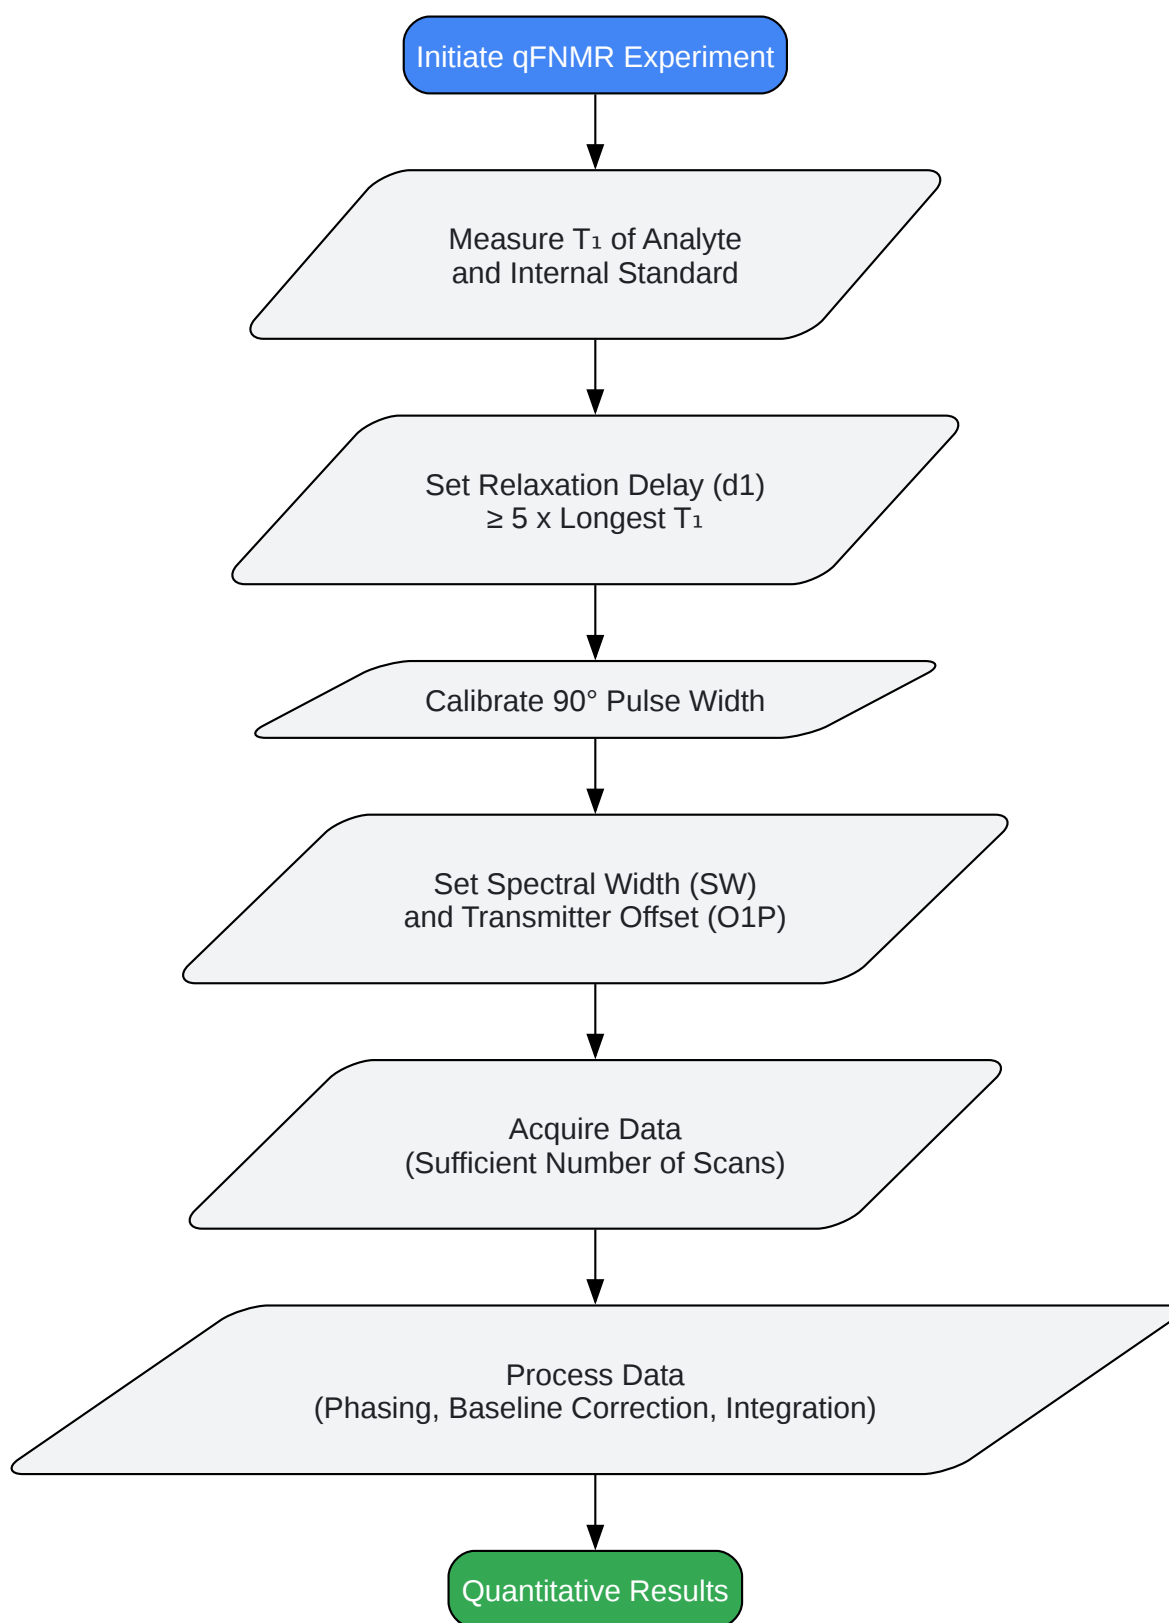 Initiate qFNMR Experiment
Measure T₁ of Analyte
and Internal Standard
Set Relaxation Delay (d1)
≥ 5 x Longest T₁
Calibrate 90° Pulse Width
Set Spectral Width (SW)
and Transmitter Offset (O1P)
Acquire Data
(Sufficient Number of Scans)
Process Data
(Phasing, Baseline Correction, Integration)
Quantitative Results